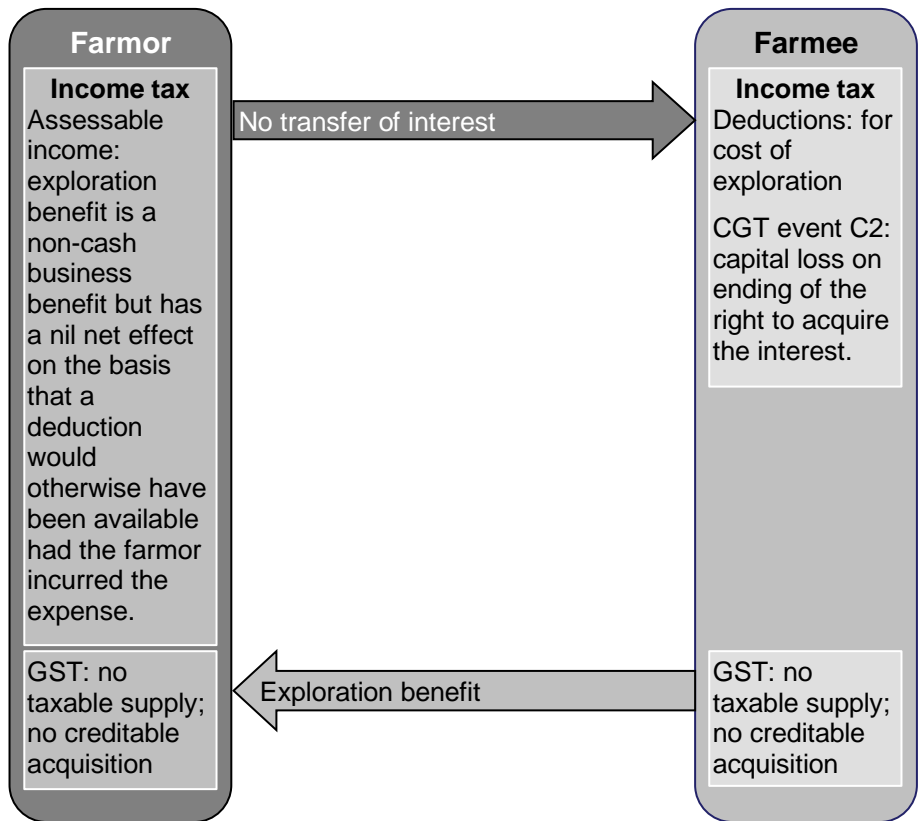 Farmor
Income tax
Assessable
income:
exploration
benefit is a
non-cash
business
benefit but has
a nil net effect
on the basis
that a
deduction
would
otherwise have
been available
had the farmor
incurred the
expense.
GST: no
taxable supply;
no creditable
acquisition
No transfer of interest
Exploration benefit
Farmee
Income tax
Deductions: for
cost of
exploration
CGT event C2:
capital loss on
ending of the
right to acquire
the interest.
GST: no
taxable supply;
no creditable
acquisition